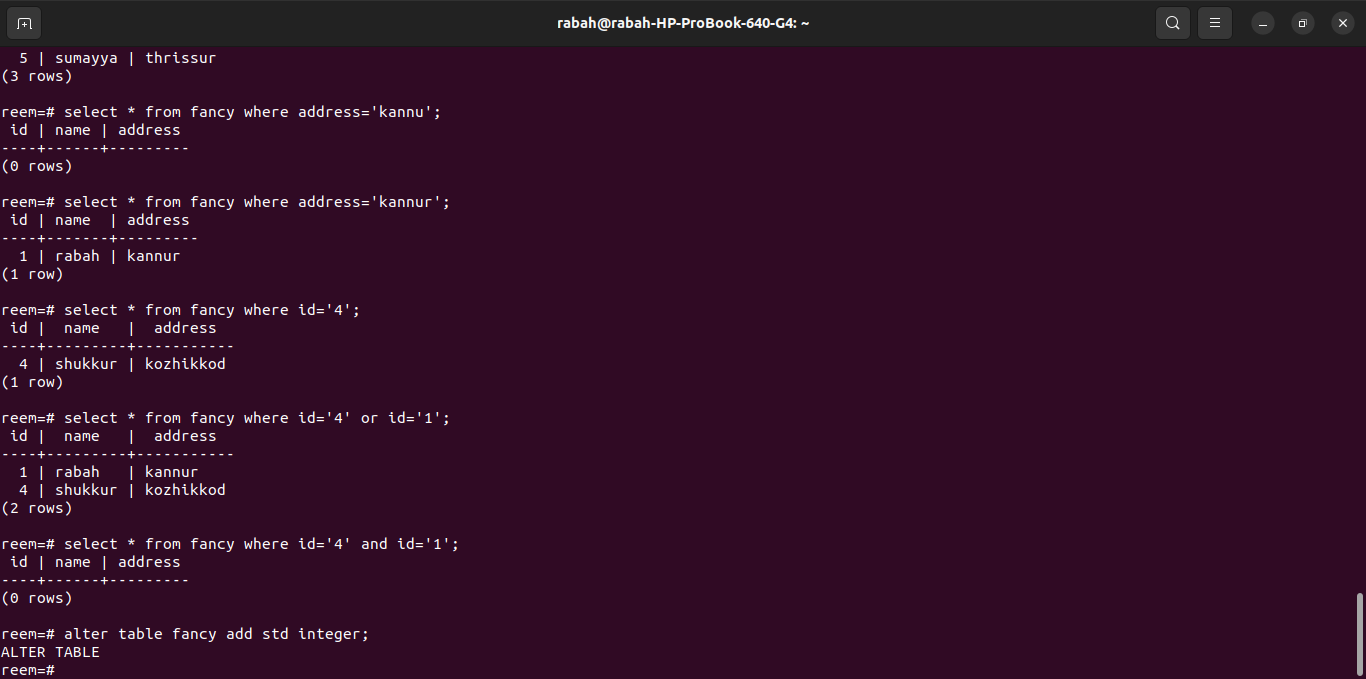 rabah@rabah-HP-ProBook-640-G4: ~
  5 | sumayya | thrissur
(3 rows)

reem=# select * from fancy where address='kannu';
 id | name | address
----+------+---------
(0 rows)

reem=# select * from fancy where address='kannur';
 id | name  | address
----+-------+---------
  1 | rabah | kannur
(1 row)

reem=# select * from fancy where id='4';
 id |  name   |  address
----+---------+-----------
  4 | shukkur | kozhikkod
(1 row)

reem=# select * from fancy where id='4' or id='1';
 id |  name   |  address
----+---------+-----------
  1 | rabah   | kannur
  4 | shukkur | kozhikkod
(2 rows)

reem=# select * from fancy where id='4' and id='1';
 id | name | address
----+------+---------
(0 rows)

reem=# alter table fancy add std integer;
ALTER TABLE
reem=#